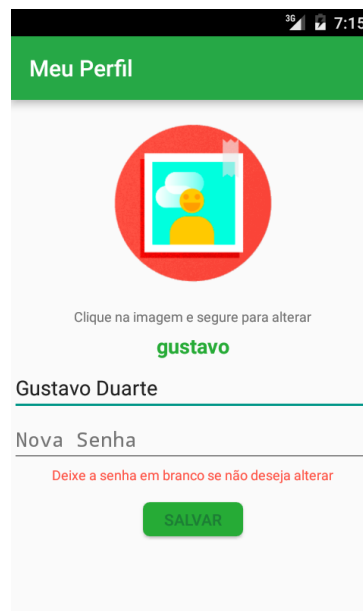 3G 7:15
Meu Perfil
Clique na imagem e segure para alterar
gustavo
Gustavo Duarte
Nova Senha
Deixe a senha em branco se não deseja alterar
SALVAR